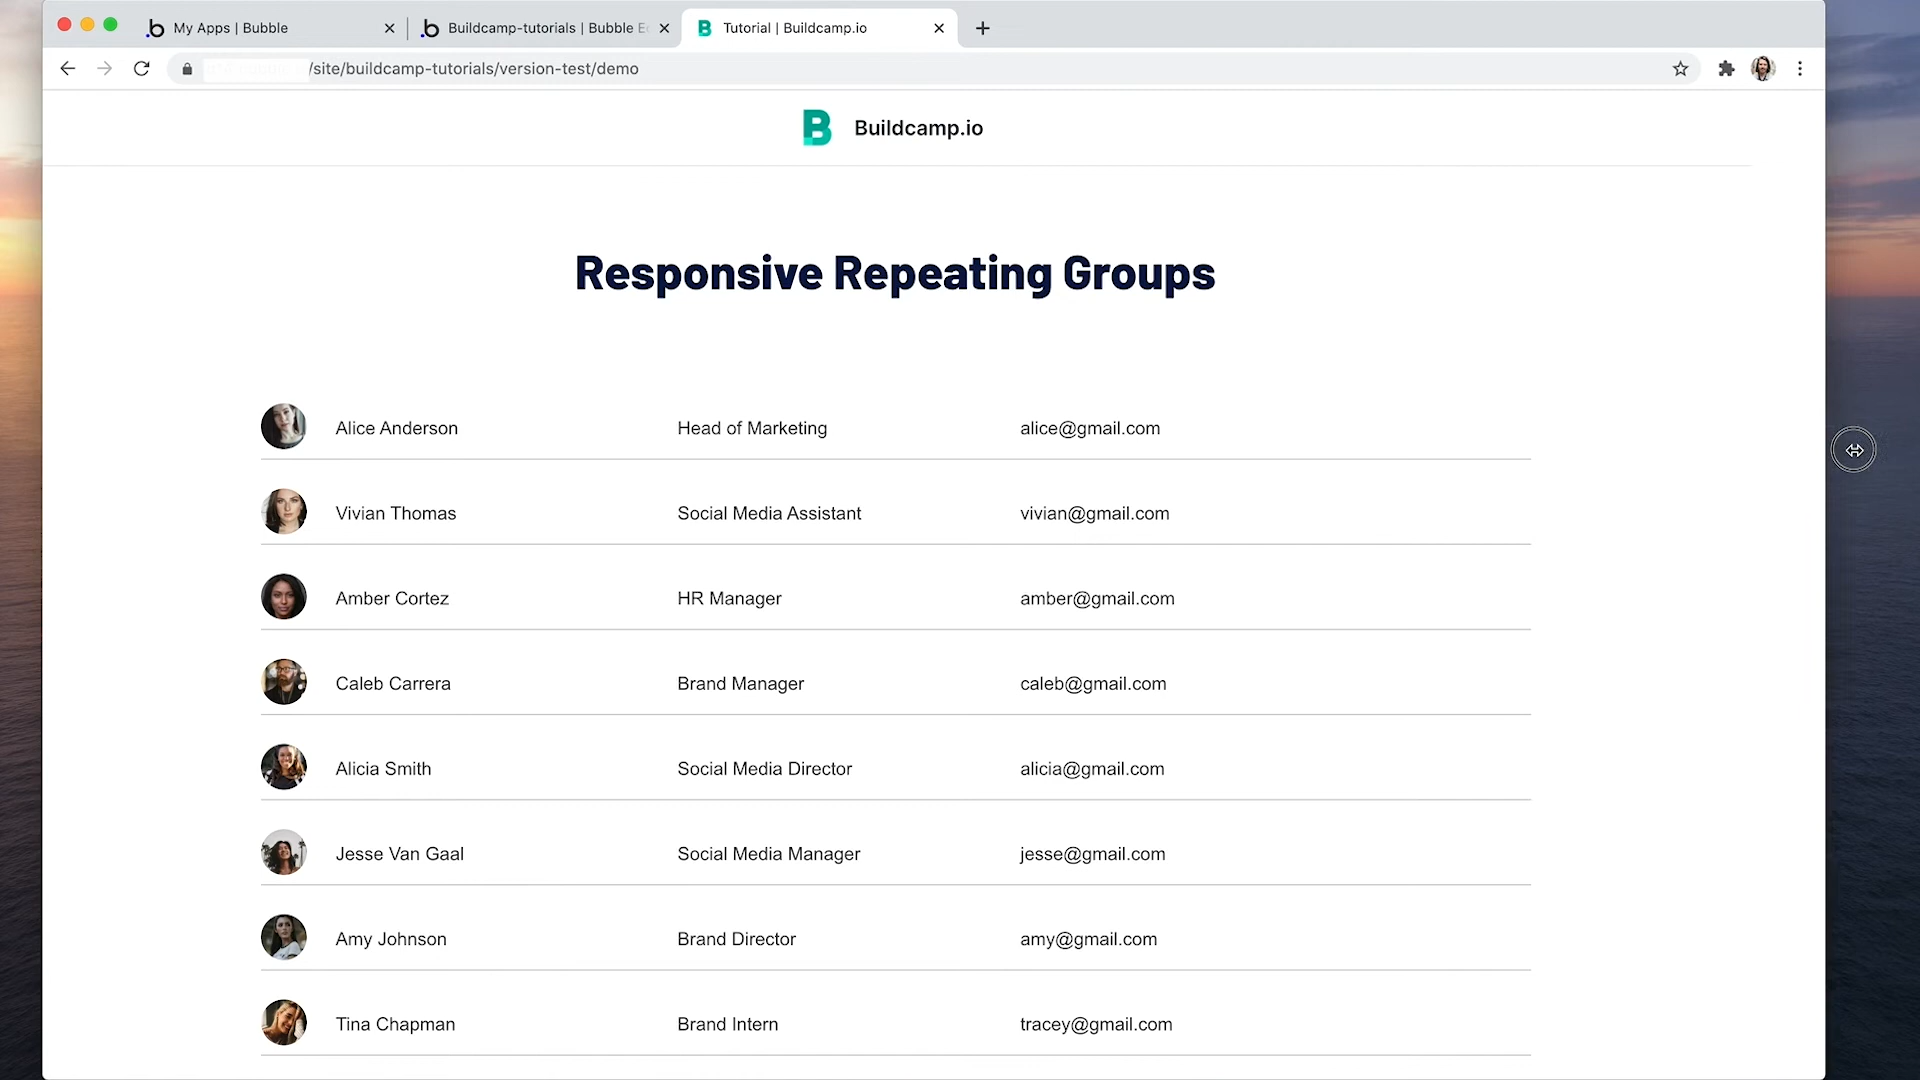 My Apps | Bubble
Buildcamp-tutorials | Bubble E
Tutorial | Buildcamp.io
/site/buildcamp-tutorials/version-test/demo
B Buildcamp.io
Responsive Repeating Groups
Alice Anderson Head of Marketing alice@gmail.com
Vivian Thomas Social Media Assistant vivian@gmail.com
Amber Cortez HR Manager amber@gmail.com
Caleb Carrera Brand Manager caleb@gmail.com
Alicia Smith Social Media Director alicia@gmail.com
Jesse Van Gaal Social Media Manager jesse@gmail.com
Amy Johnson Brand Director amy@gmail.com
Tina Chapman Brand Intern tracey@gmail.com